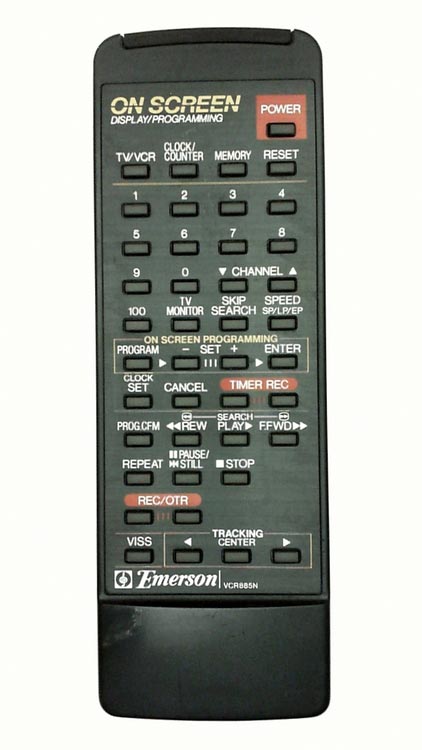 ON SCREEN
DISPLAY/PROGRAMMING
POWER
TV/VCR CLOCK/COUNTER MEMORY RESET
1 2 3 4
5 6 7 8
9 0 ▼ CHANNEL ▲
100 TV MONITOR SKIP SEARCH SPEED SP/LP/EP
ON SCREEN PROGRAMMING
PROGRAM ▶ − SET + ▶ ENTER
CLOCK SET CANCEL TIMER REC
SEARCH
PROG.CFM ◀◀REW PLAY▶ F.FWD▶▶
REPEAT ▮▮PAUSE/STILL ■STOP
REC/OTR
VISS ◀ TRACKING CENTER ▶
Emerson VCR885N